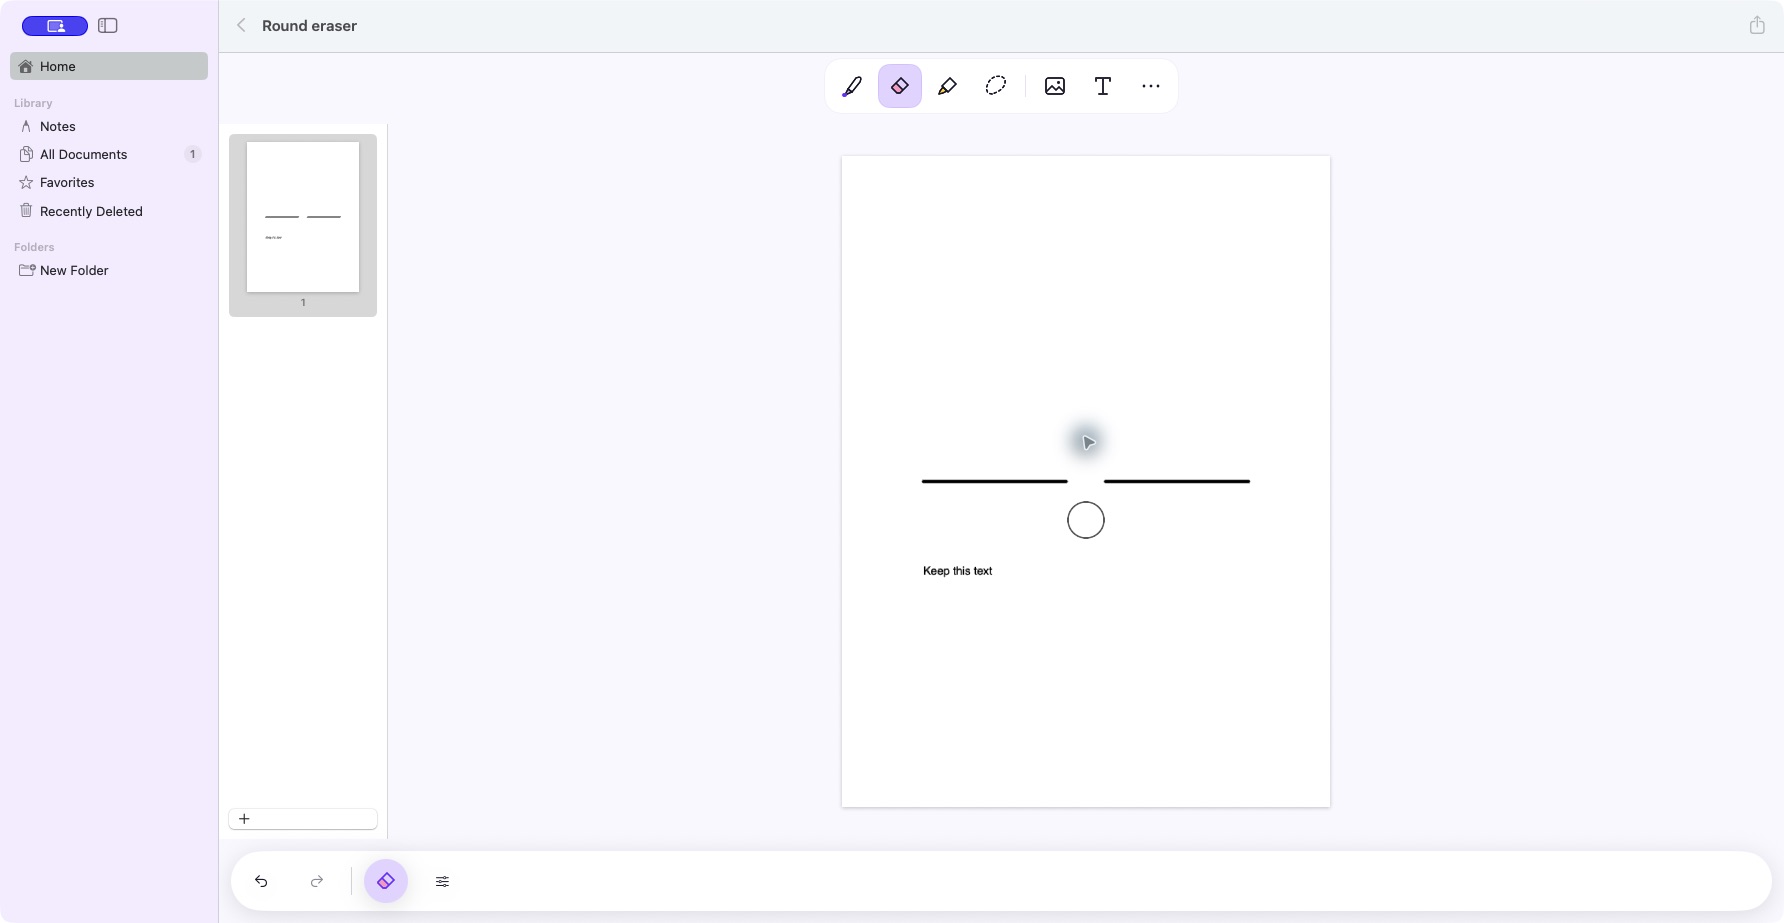 Round eraser
Home
Library
Notes
All Documents 1
Favorites
Recently Deleted
Folders
New Folder
1
Keep this text